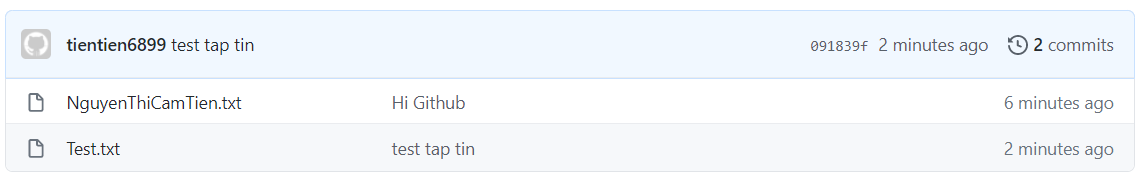 tientien6899 test tap tin 091839f 2 minutes ago 2 commits
NguyenThiCamTien.txt Hi Github 6 minutes ago
Test.txt test tap tin 2 minutes ago